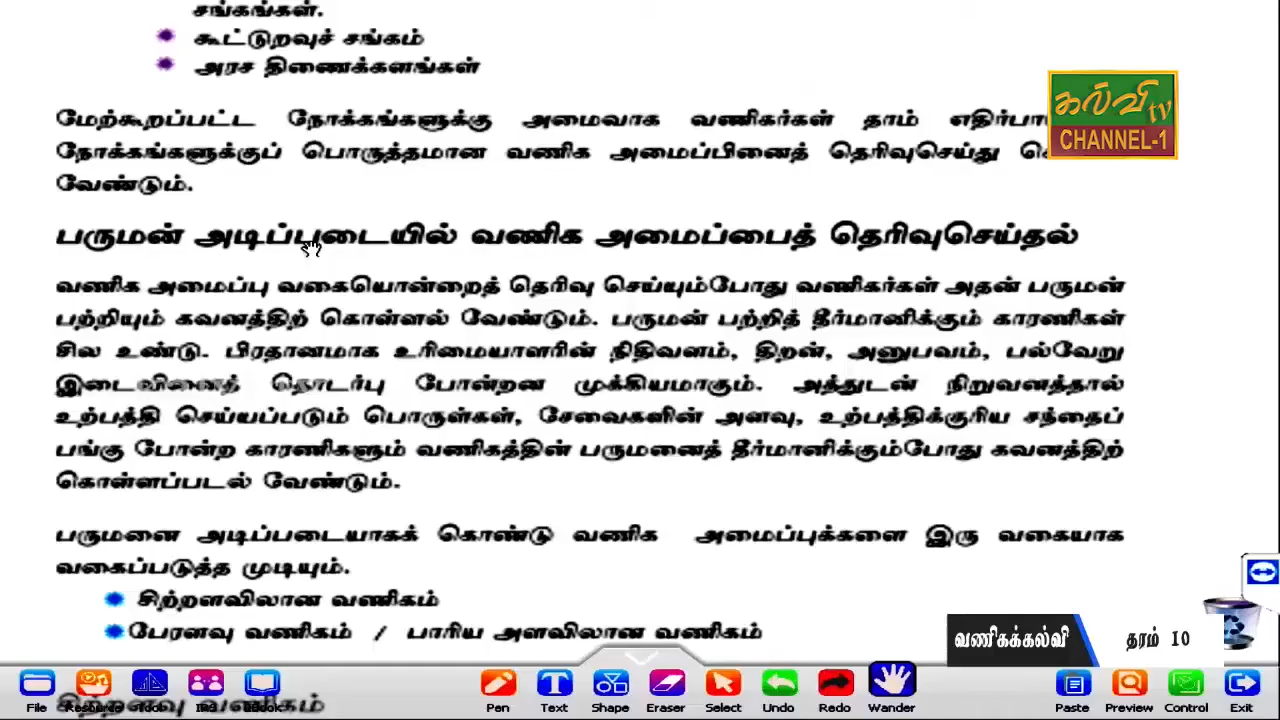 சங்கங்கள்.
கூட்டுறவுச் சங்கம்
அரச திணைக்களங்கள்
கல்வி tv
CHANNEL-1
மேற்கூறப்பட்ட நோக்கங்களுக்கு அமைவாக வணிகர்கள் தாம்
நோக்கங்களுக்குப் பொருத்தமான வணிக அமைப்பினைத் தெரிவுசெய்து
வேண்டும்.
பருமன் அடிப்படையில் வணிக அமைப்பைத் தெரிவுசெய்தல்
வணிக அமைப்பு வகையொன்றைத் தெரிவு செய்யும்போது வணிகர்கள் அதன் பருமன்
பற்றியும் கவனத்திற் கொள்ளல் வேண்டும். பருமன் பற்றித் தீர்மானிக்கும் காரணிகள்
சில உண்டு. பிரதானமாக உரிமையாளரின் நிதிவளம், திறன், அனுபவம், பல்வேறு
தொடர்பு போன்றன முக்கியமாகும். அத்துடன் நிறுவனத்தால்
உற்பத்தி செய்யப்படும் பொருள்கள், சேவைகளின் அளவு, உற்பத்திக்குரிய சந்தைப்
பங்கு போன்ற காரணிகளும் வணிகத்தின் பருமனைத் தீர்மானிக்கும்போது கவனத்திற்
கொள்ளப்படல் வேண்டும்.
பருமனை அடிப்படையாகக் கொண்டு வணிக அமைப்புக்களை இரு வகையாக
வகைப்படுத்த முடியும்.
சிற்றளவிலான வணிகம்
பேரளவு வணிகம் / பாரிய அளவிலான வணிகம்
வணிகக்கல்வி தரம் 10
சிற்றளவு வணிகம்
File Pen Text Shape Eraser Select Undo Redo Wander Paste Preview Control Exit